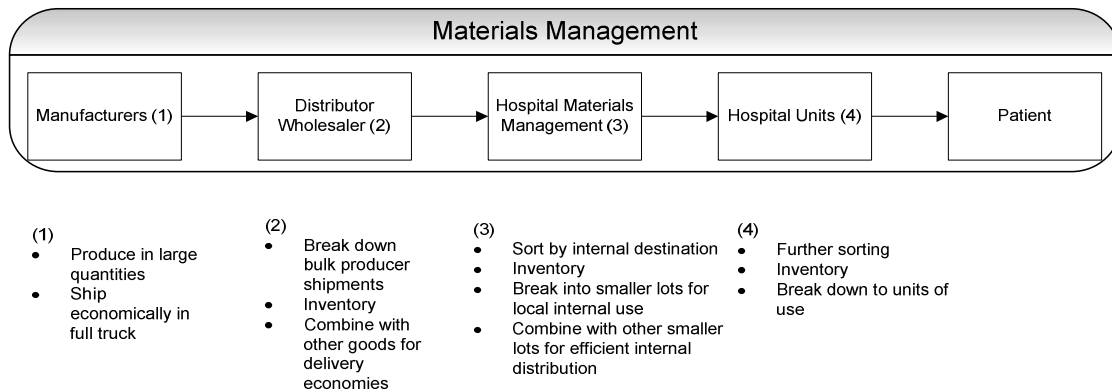 Materials Management
Manufacturers (1)
Distributor
Wholesaler (2)
Hospital Materials
Management (3)
Hospital Units (4)
Patient
(1)
• Produce in large
quantities
• Ship
economically in
full truck
(2)
• Break down
bulk producer
shipments
• Inventory
• Combine with
other goods for
delivery
economies
(3)
• Sort by internal destination
• Inventory
• Break into smaller lots for
local internal use
• Combine with other smaller
lots for efficient internal
distribution
(4)
• Further sorting
• Inventory
• Break down to units of
use